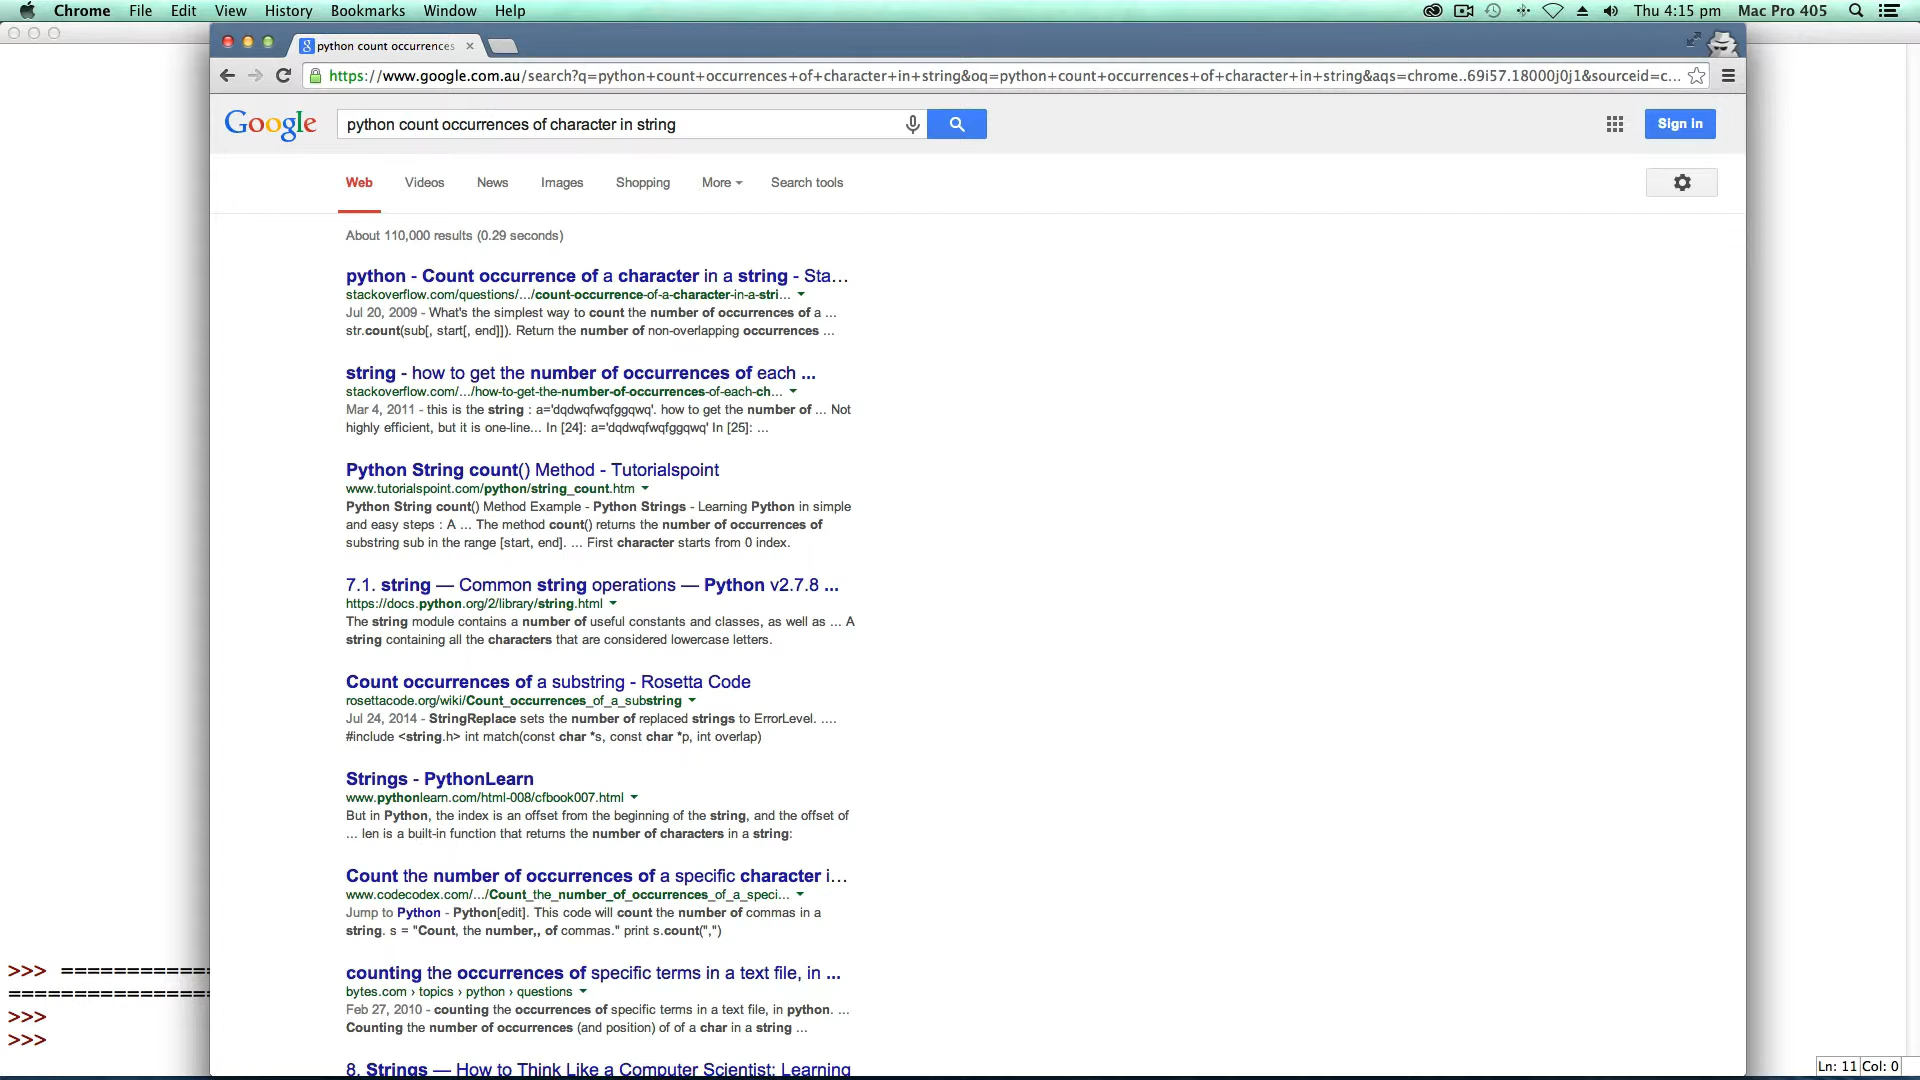 Chrome File Edit View History Bookmarks Window Help Thu 4:15 pm Mac Pro 405
python count occurrences
https://www.google.com.au/search?q=python+count+occurrences+of+character+in+string&oq=python+count+occurrences+of+character+in+string&aqs=chrome..69i57.18000j0j1&sourceid=c...
Google python count occurrences of character in string Sign in
Web Videos News Images Shopping More Search tools
About 110,000 results (0.29 seconds)
python - Count occurrence of a character in a string - Sta...
stackoverflow.com/questions/.../count-occurrence-of-a-character-in-a-stri...
Jul 20, 2009 - What's the simplest way to count the number of occurrences of a ...
str.count(sub[, start[, end]]). Return the number of non-overlapping occurrences ...
string - how to get the number of occurrences of each ...
stackoverflow.com/.../how-to-get-the-number-of-occurrences-of-each-ch...
Mar 4, 2011 - this is the string : a='dqdwqfwqfggqwq'. how to get the number of ... Not
highly efficient, but it is one-line... In [24]: a='dqdwqfwqfggqwq' In [25]: ...
Python String count() Method - Tutorialspoint
www.tutorialspoint.com/python/string_count.htm
Python String count() Method Example - Python Strings - Learning Python in simple
and easy steps : A ... The method count() returns the number of occurrences of
substring sub in the range [start, end]. ... First character starts from 0 index.
7.1. string — Common string operations — Python v2.7.8 ...
https://docs.python.org/2/library/string.html
The string module contains a number of useful constants and classes, as well as ... A
string containing all the characters that are considered lowercase letters.
Count occurrences of a substring - Rosetta Code
rosettacode.org/wiki/Count_occurrences_of_a_substring
Jul 24, 2014 - StringReplace sets the number of replaced strings to ErrorLevel. ....
#include <string.h> int match(const char *s, const char *p, int overlap)
Strings - PythonLearn
www.pythonlearn.com/html-008/cfbook007.html
But in Python, the index is an offset from the beginning of the string, and the offset of
... len is a built-in function that returns the number of characters in a string:
Count the number of occurrences of a specific character i...
www.codecodex.com/.../Count_the_number_of_occurrences_of_a_speci...
Jump to Python - Python[edit]. This code will count the number of commas in a
string. s = "Count, the number,, of commas." print s.count(",")
counting the occurrences of specific terms in a text file, in ...
bytes.com › topics › python › questions
Feb 27, 2010 - counting the occurrences of specific terms in a text file, in python. ...
Counting the number of occurrences (and position) of of a char in a string ...
8. Strings — How to Think Like a Computer Scientist: Learning
>>> ============
===============
>>>
>>>
Ln: 11 Col: 0